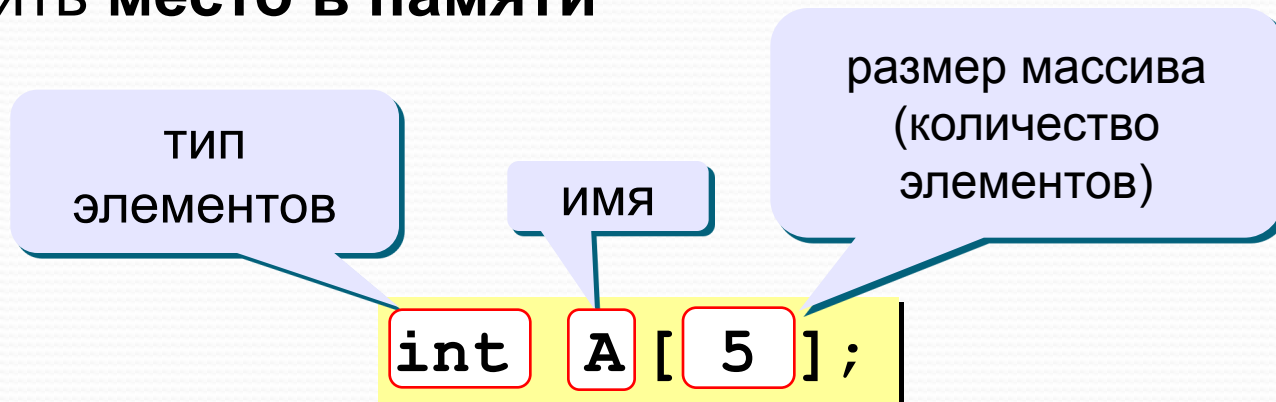 место в памяти
размер массива
(количество
элементов)
тип
элементов
имя
int A[ 5 ];